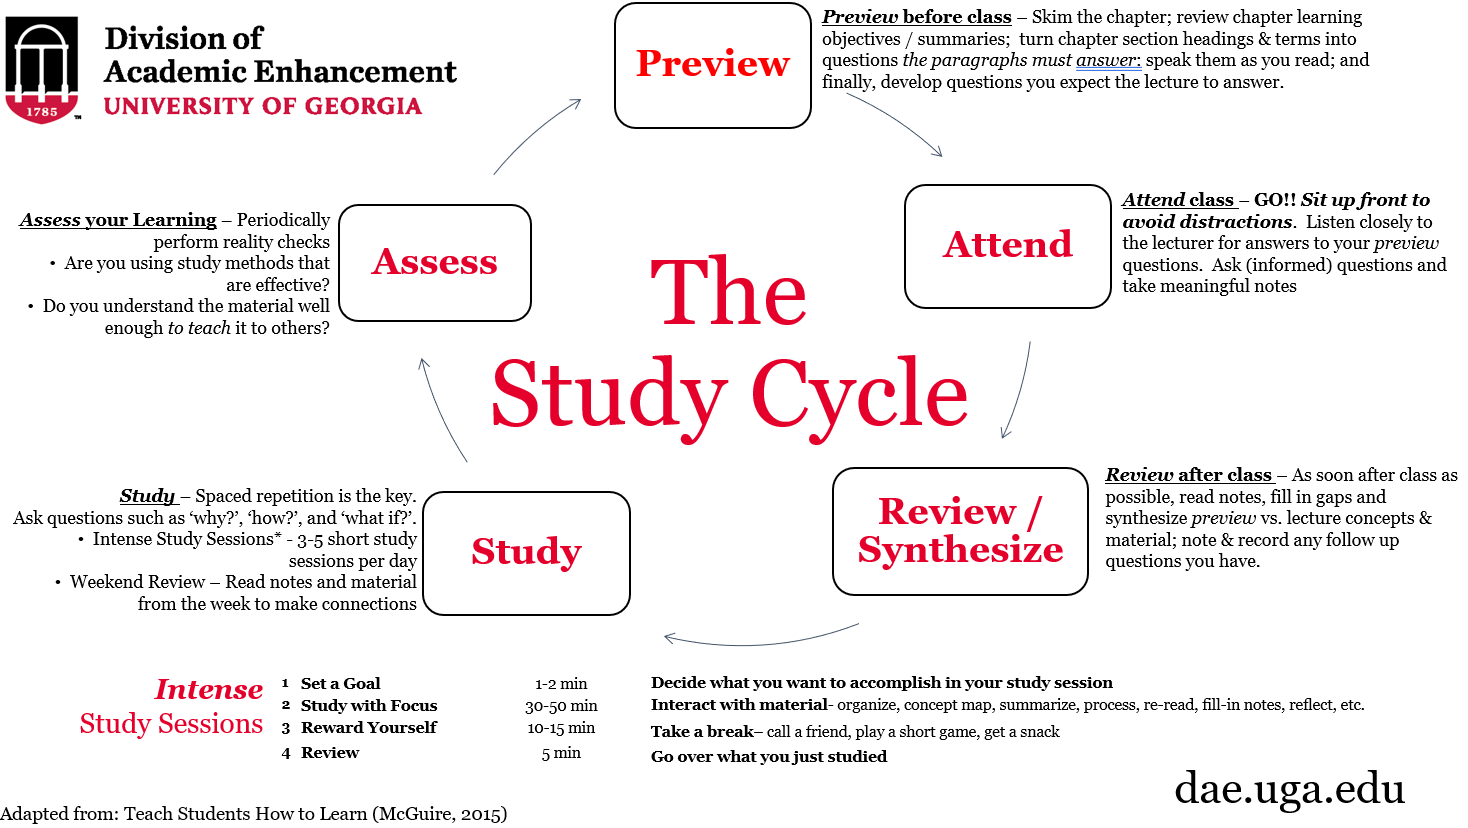 Division of
Academic Enhancement
UNIVERSITY OF GEORGIA
1785
TM
Preview
Preview before class – Skim the chapter; review chapter learning
objectives / summaries;  turn chapter section headings & terms into
questions the paragraphs must answer: speak them as you read; and
finally, develop questions you expect the lecture to answer.
Attend
Attend class – GO!! Sit up front to
avoid distractions.  Listen closely to
the lecturer for answers to your preview
questions.  Ask (informed) questions and
take meaningful notes
Assess your Learning – Periodically
perform reality checks
• Are you using study methods that
are effective?
• Do you understand the material well
enough to teach it to others?
Assess
The
Study Cycle
Review /
Synthesize
Review after class – As soon after class as
possible, read notes, fill in gaps and
synthesize preview vs. lecture concepts &
material; note & record any follow up
questions you have.
Study – Spaced repetition is the key.
Ask questions such as ‘why?’, ‘how?’, and ‘what if?’.
• Intense Study Sessions* - 3-5 short study
sessions per day
• Weekend Review – Read notes and material
from the week to make connections
Study
Intense
Study Sessions
1 Set a Goal 1-2 min Decide what you want to accomplish in your study session
2 Study with Focus 30-50 min Interact with material- organize, concept map, summarize, process, re-read, fill-in notes, reflect, etc.
3 Reward Yourself 10-15 min Take a break– call a friend, play a short game, get a snack
4 Review 5 min Go over what you just studied
dae.uga.edu
Adapted from: Teach Students How to Learn (McGuire, 2015)